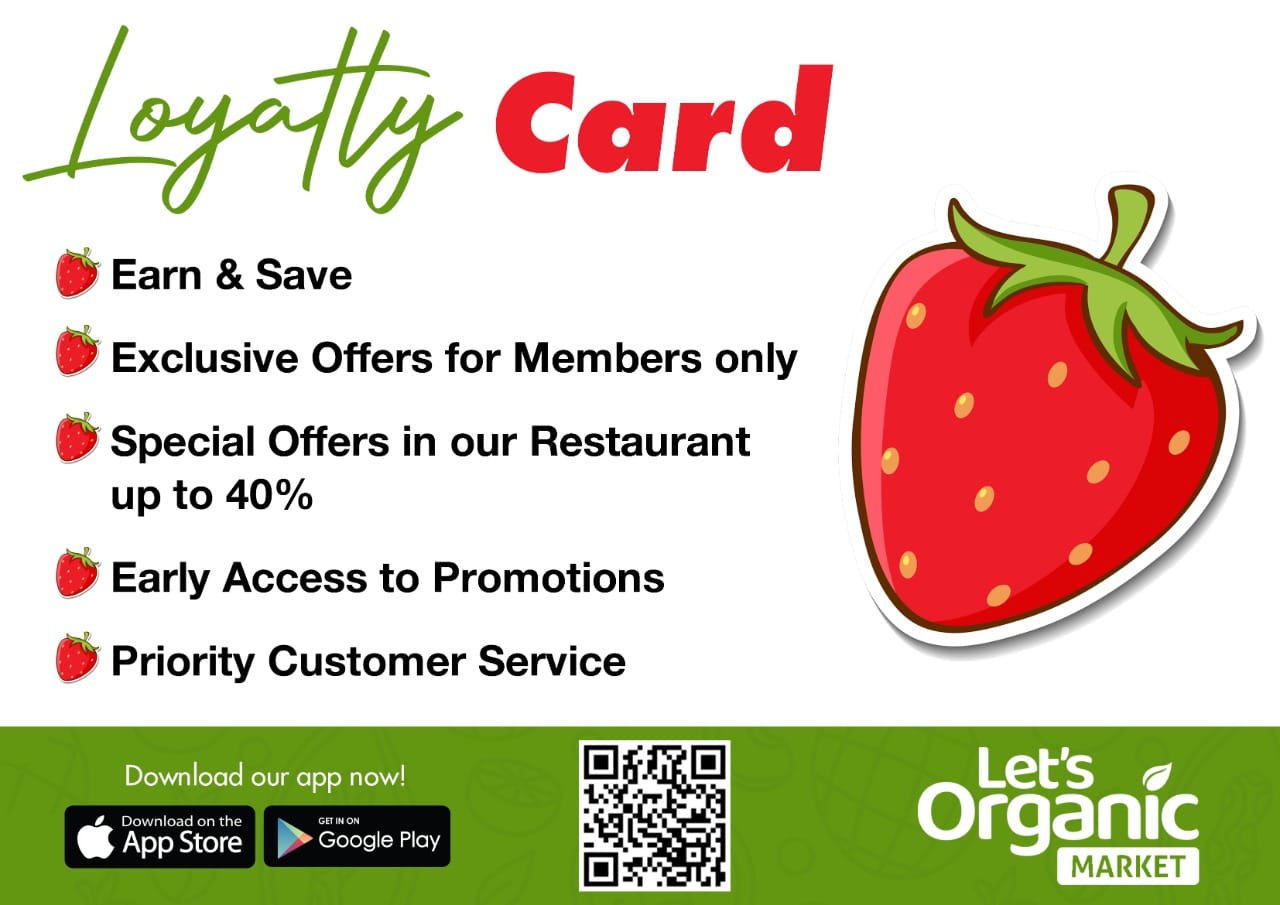 Loyatly Card
Earn & Save
Exclusive Offers for Members only
Special Offers in our Restaurant
up to 40%
Early Access to Promotions
Priority Customer Service
Download our app now!
Download on the
App Store
GET IN ON
Google Play
Let's
Organic
MARKET